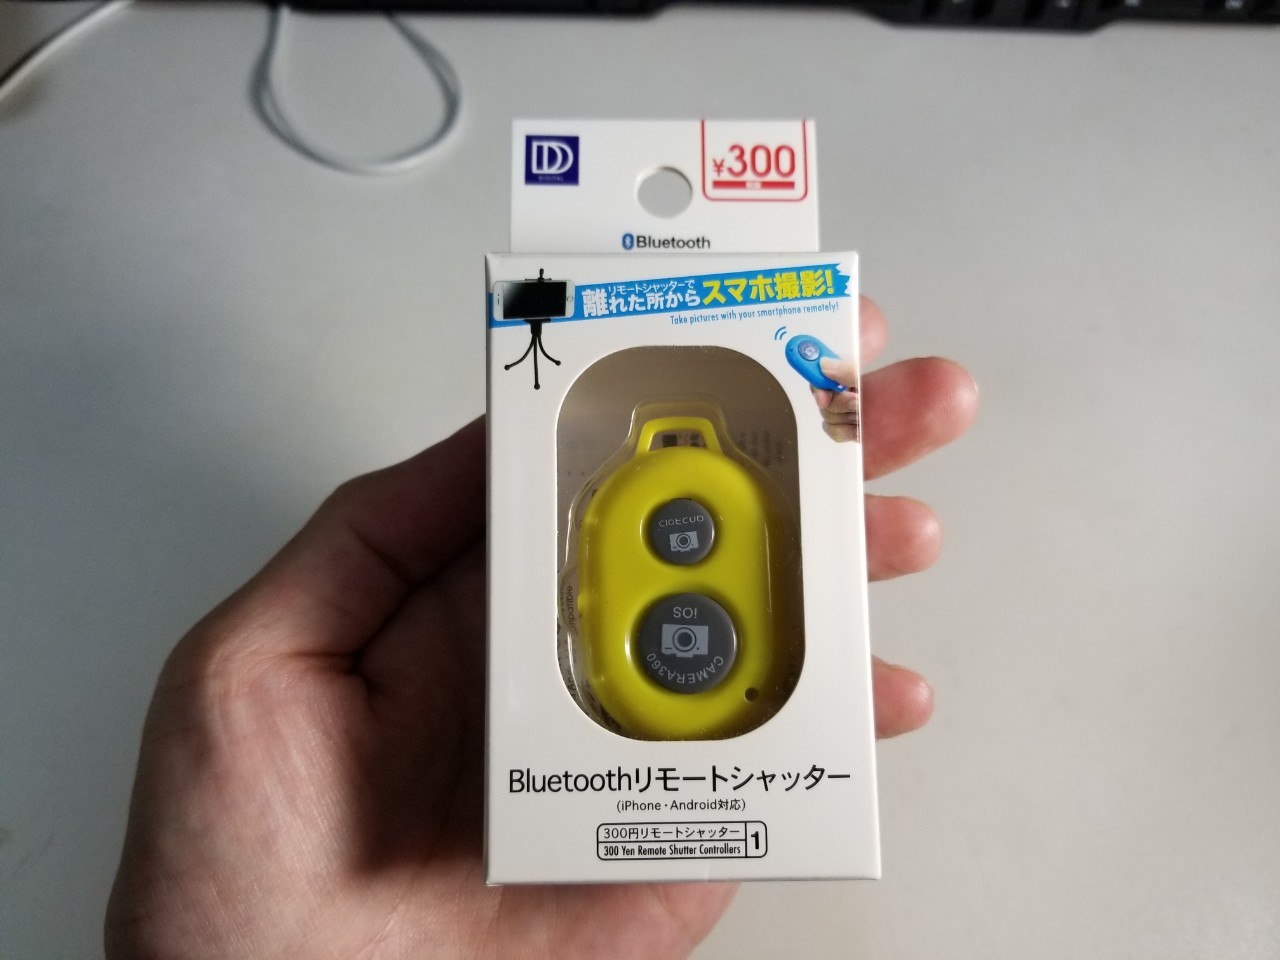 DD
DIGITAL
¥300
Bluetooth
リモートシャッターで
離れた所からスマホ撮影!
Take pictures with your smartphone remotely!
iOS
CAMERA360
Bluetoothリモートシャッター
(iPhone・Android対応)
300円リモートシャッター
300 Yen Remote Shutter Controllers
1